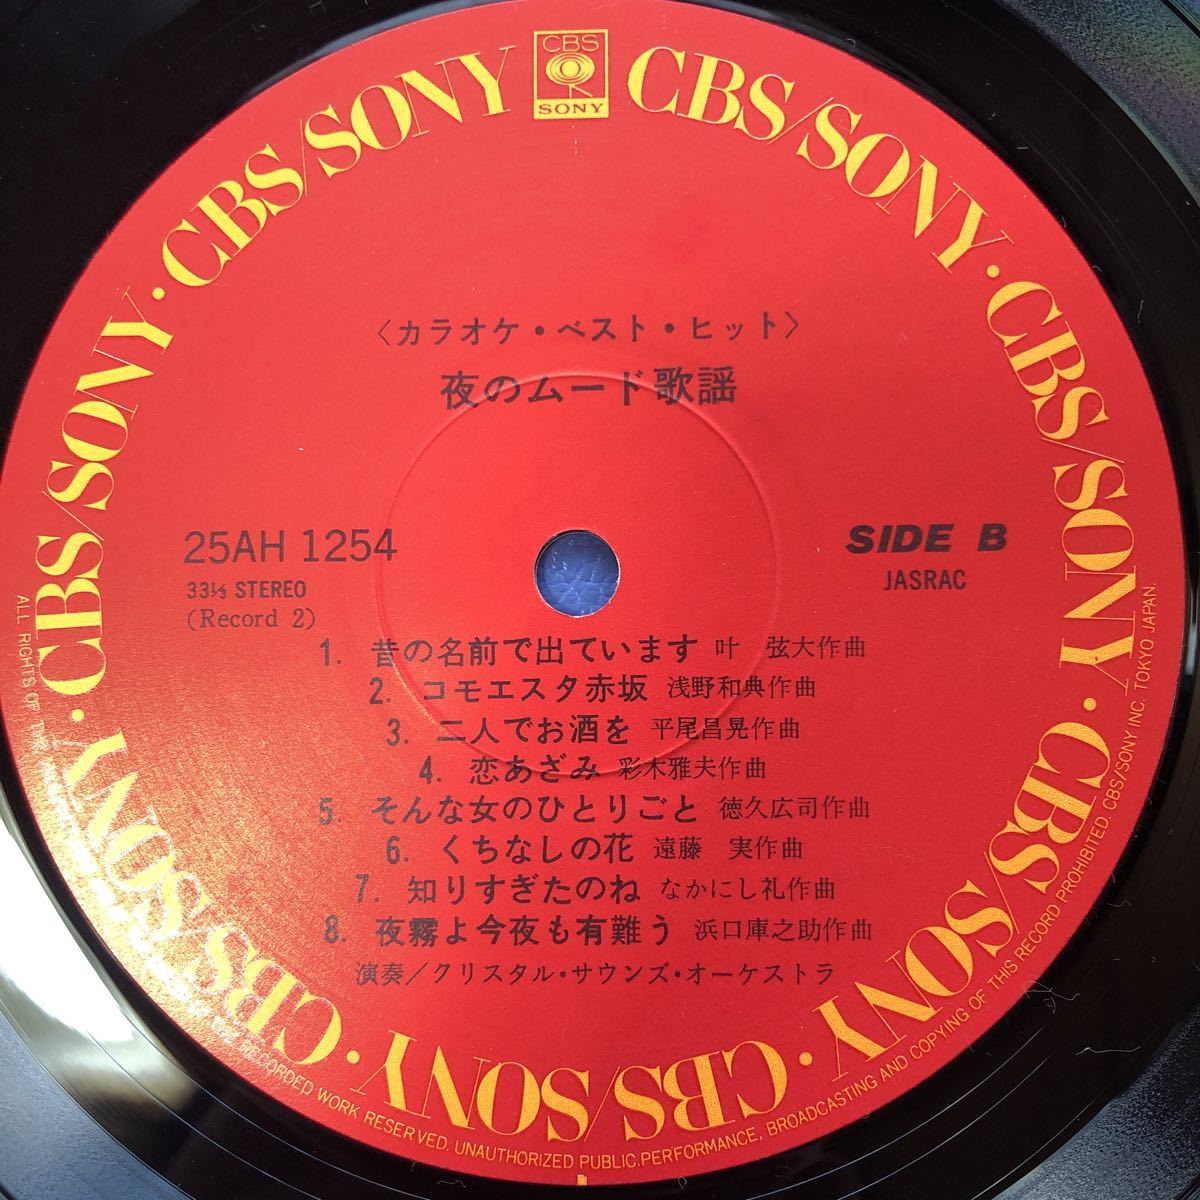 CBS
SONY
CBS/SONY · CBS/SONY · CBS/SONY · CBS/SONY · CBS/SONY · CBS/SONY · CBS/SONY · CBS/SONY · CBS/SONY · CBS/SONY
〈カラオケ・ベスト・ヒット〉
夜のムード歌謡
25AH 1254
33⅓ STEREO
(Record 2)
SIDE B
JASRAC
1. 昔の名前で出ています 叶 弦大作曲
2. コモエスタ赤坂 浅野和典作曲
3. 二人でお酒を 平尾昌晃作曲
4. 恋あざみ 彩木雅夫作曲
5. そんな女のひとりごと 徳久広司作曲
6. くちなしの花 遠藤 実作曲
7. 知りすぎたのね なかにし礼作曲
8. 夜霧よ今夜も有難う 浜口庫之助作曲
演奏/クリスタル・サウンズ・オーケストラ
ALL RIGHTS OF THE RECORDED WORK RESERVED. UNAUTHORIZED PUBLIC.PERFORMANCE, BROADCASTING AND COPYING OF THIS RECORD PROHIBITED. CBS/SONY INC. TOKYO JAPAN.